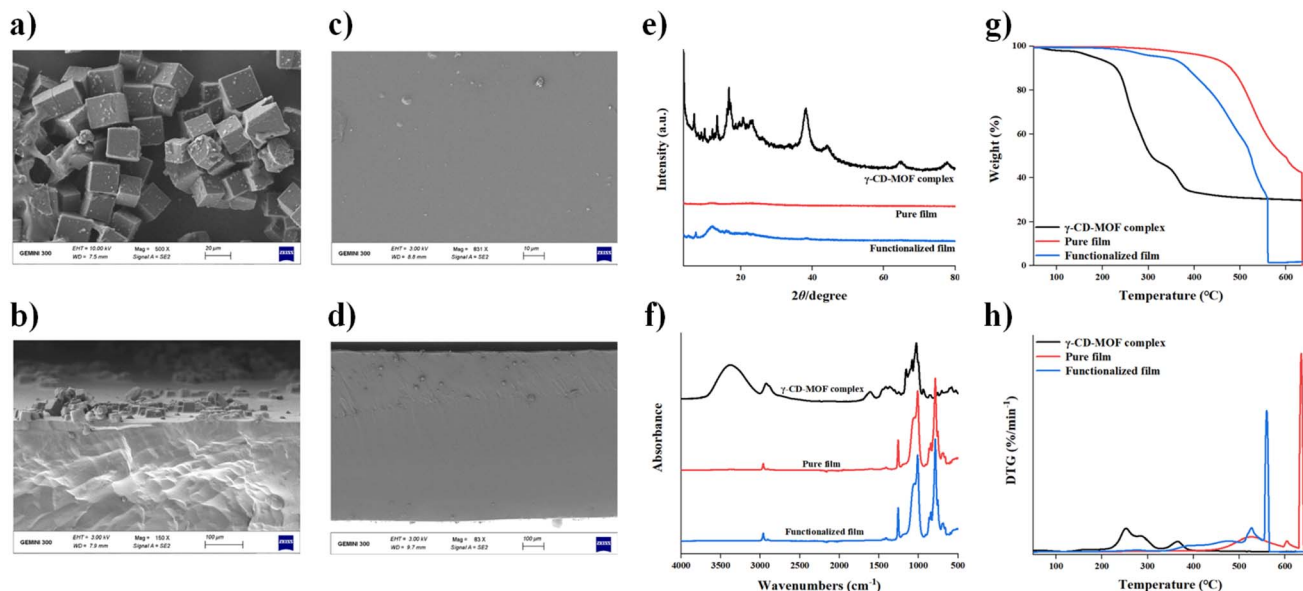 a)
GEMINI 300
EHT = 10.00 kV
WD = 7.5 mm
Mag = 500 X
Signal A = SE2
20 μm
ZEISS
c)
GEMINI 300
EHT = 3.00 kV
WD = 8.8 mm
Mag = 831 X
Signal A = SE2
10 μm
ZEISS
e)
Intensity (a.u.)
γ-CD-MOF complex
Pure film
Functionalized film
20
40
60
80
2θ/degree
g)
Weight (%)
100
80
60
40
20
0
γ-CD-MOF complex
Pure film
Functionalized film
100
200
300
400
500
600
Temperature (℃)
b)
GEMINI 300
EHT = 3.00 kV
WD = 7.9 mm
Mag = 150 X
Signal A = SE2
100 μm
ZEISS
d)
GEMINI 300
EHT = 3.00 kV
WD = 9.7 mm
Mag = 83 X
Signal A = SE2
100 μm
ZEISS
f)
Absorbance
γ-CD-MOF complex
Pure film
Functionalized film
4000
3500
3000
2500
2000
1500
1000
500
Wavenumbers (cm⁻¹)
h)
DTG (%/min⁻¹)
γ-CD-MOF complex
Pure film
Functionalized film
100
200
300
400
500
600
Temperature (℃)